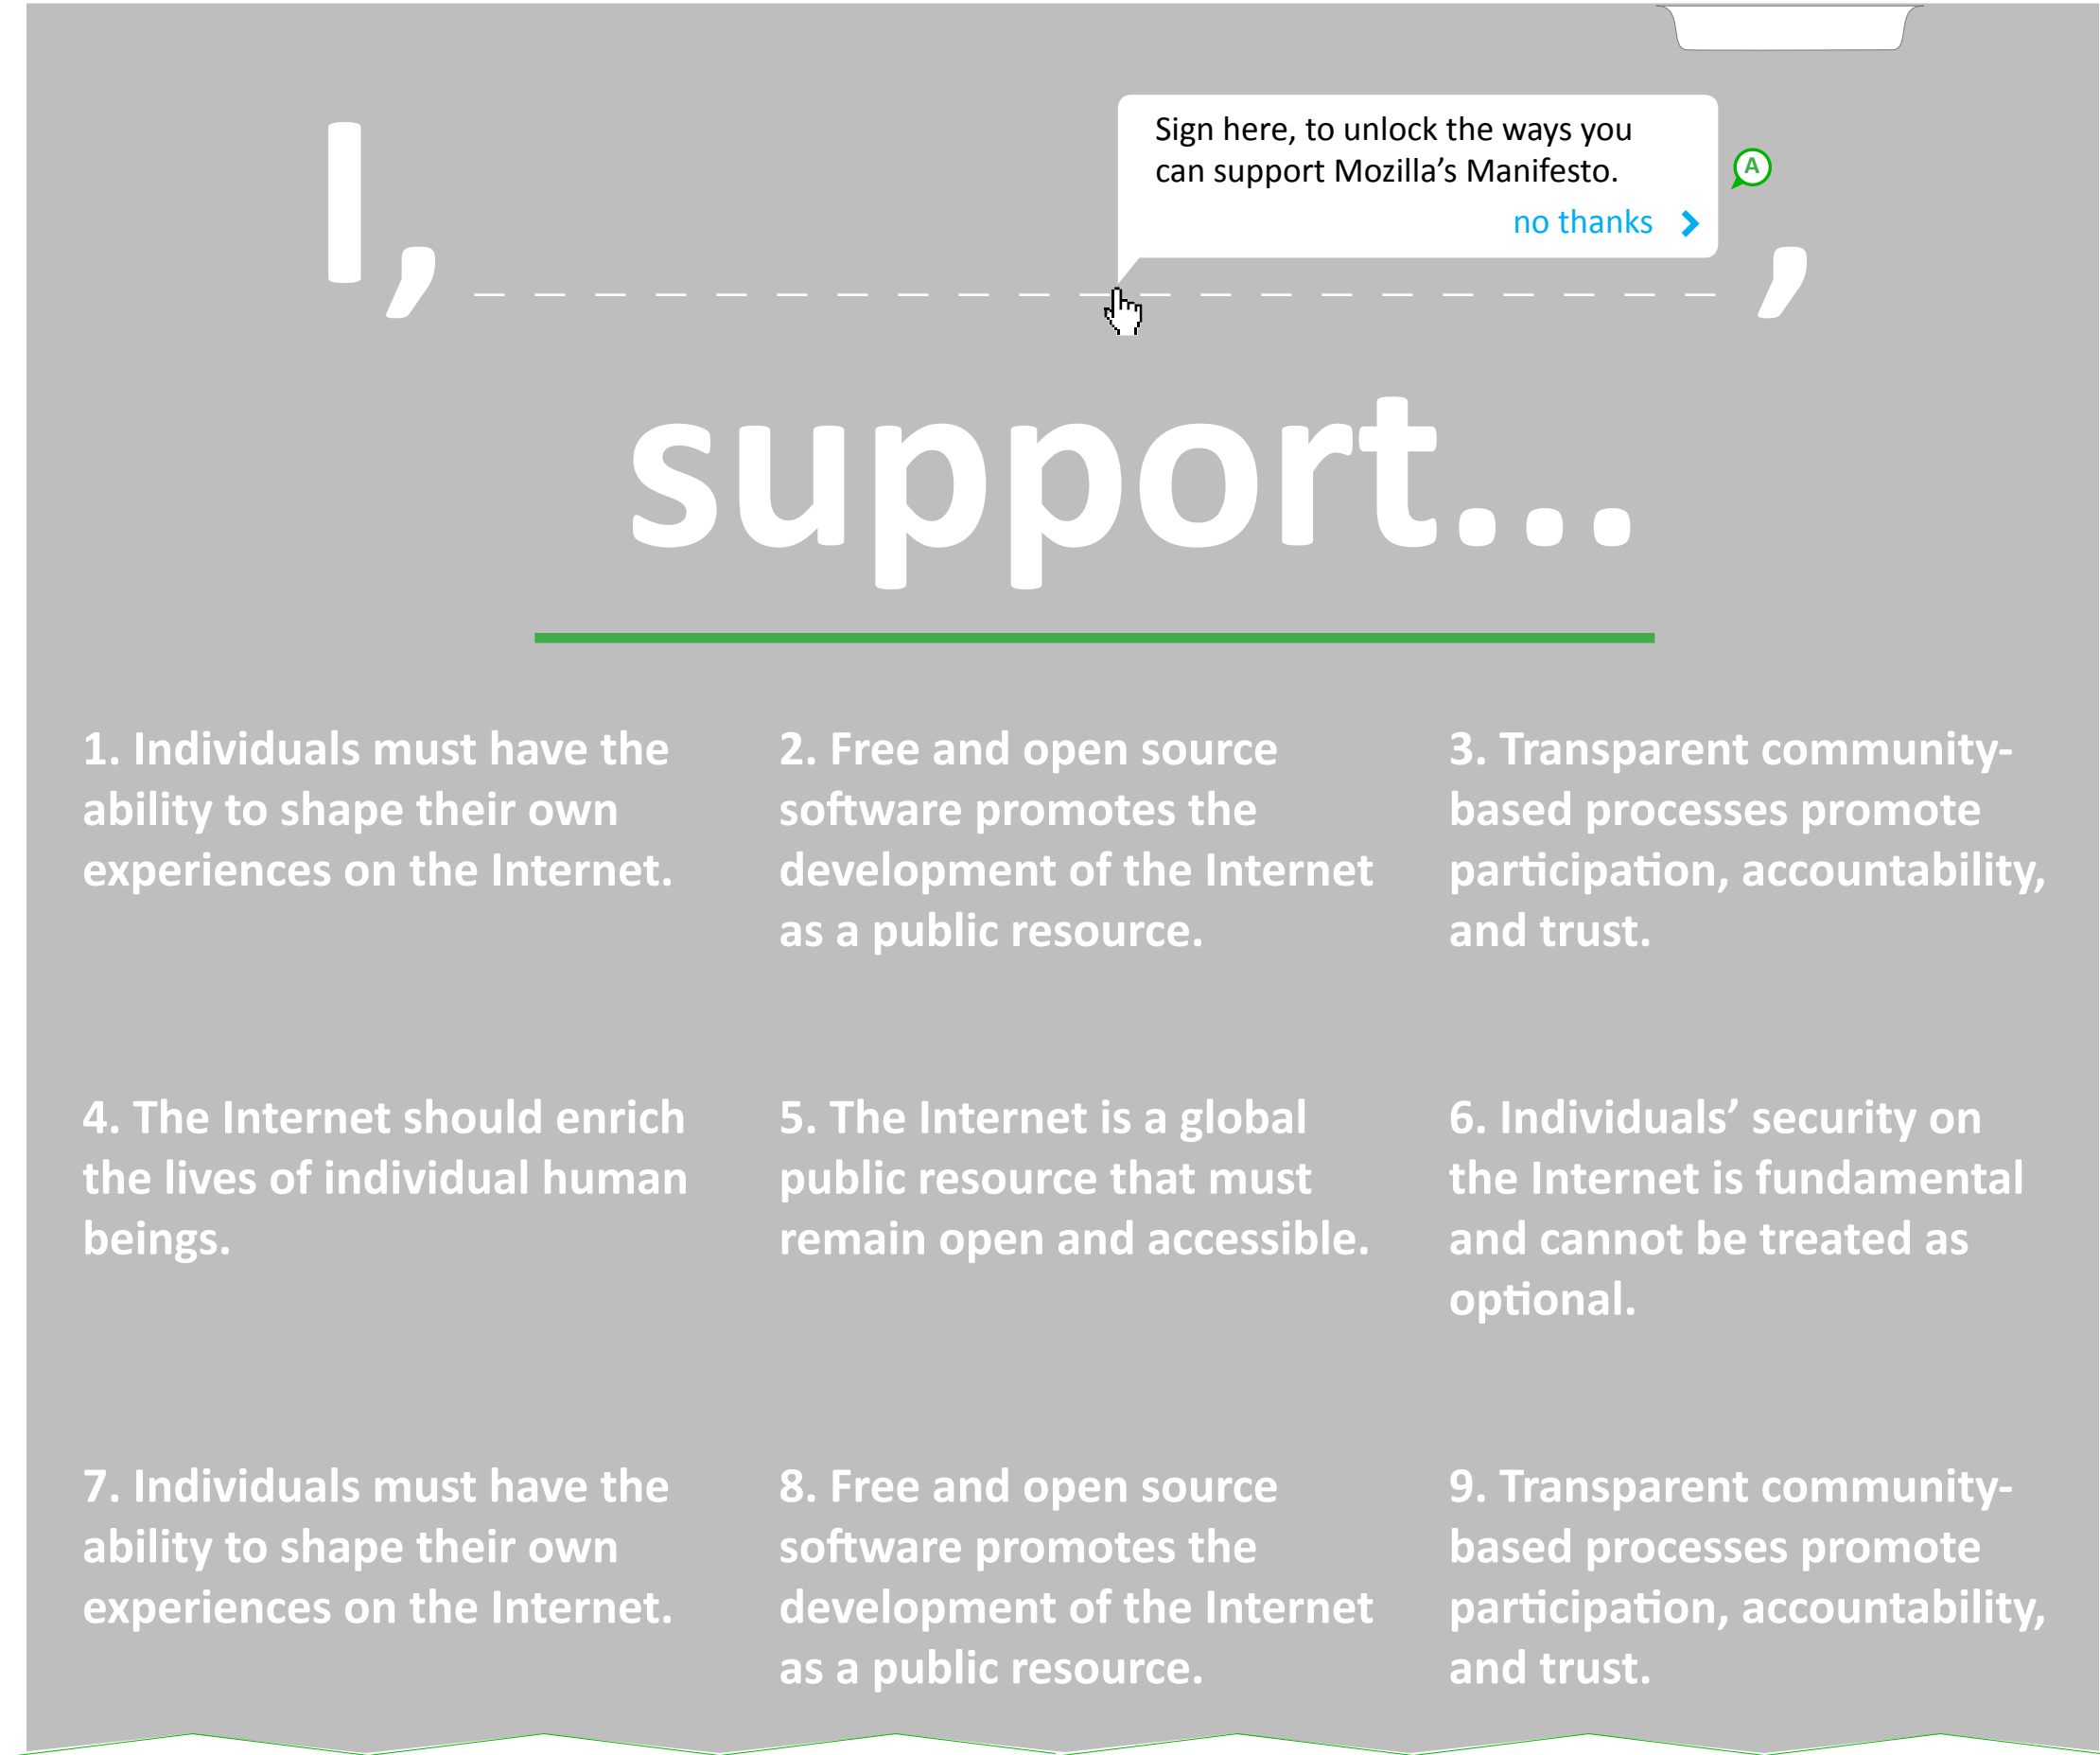 Sign here, to unlock the ways you
can support Mozilla's Manifesto.
A
no thanks
I, ,
support...
1. Individuals must have the
ability to shape their own
experiences on the Internet.
2. Free and open source
software promotes the
development of the Internet
as a public resource.
3. Transparent community-
based processes promote
participation, accountability,
and trust.
4. The Internet should enrich
the lives of individual human
beings.
5. The Internet is a global
public resource that must
remain open and accessible.
6. Individuals’ security on
the Internet is fundamental
and cannot be treated as
optional.
7. Individuals must have the
ability to shape their own
experiences on the Internet.
8. Free and open source
software promotes the
development of the Internet
as a public resource.
9. Transparent community-
based processes promote
participation, accountability,
and trust.